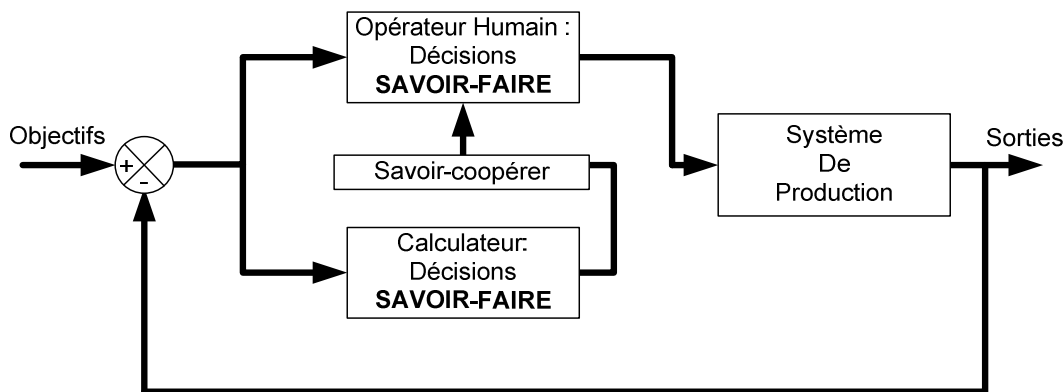 Opérateur Humain :
Décisions
SAVOIR-FAIRE
Objectifs
+
-
Savoir-coopérer
Système
De
Production
Sorties
Calculateur:
Décisions
SAVOIR-FAIRE